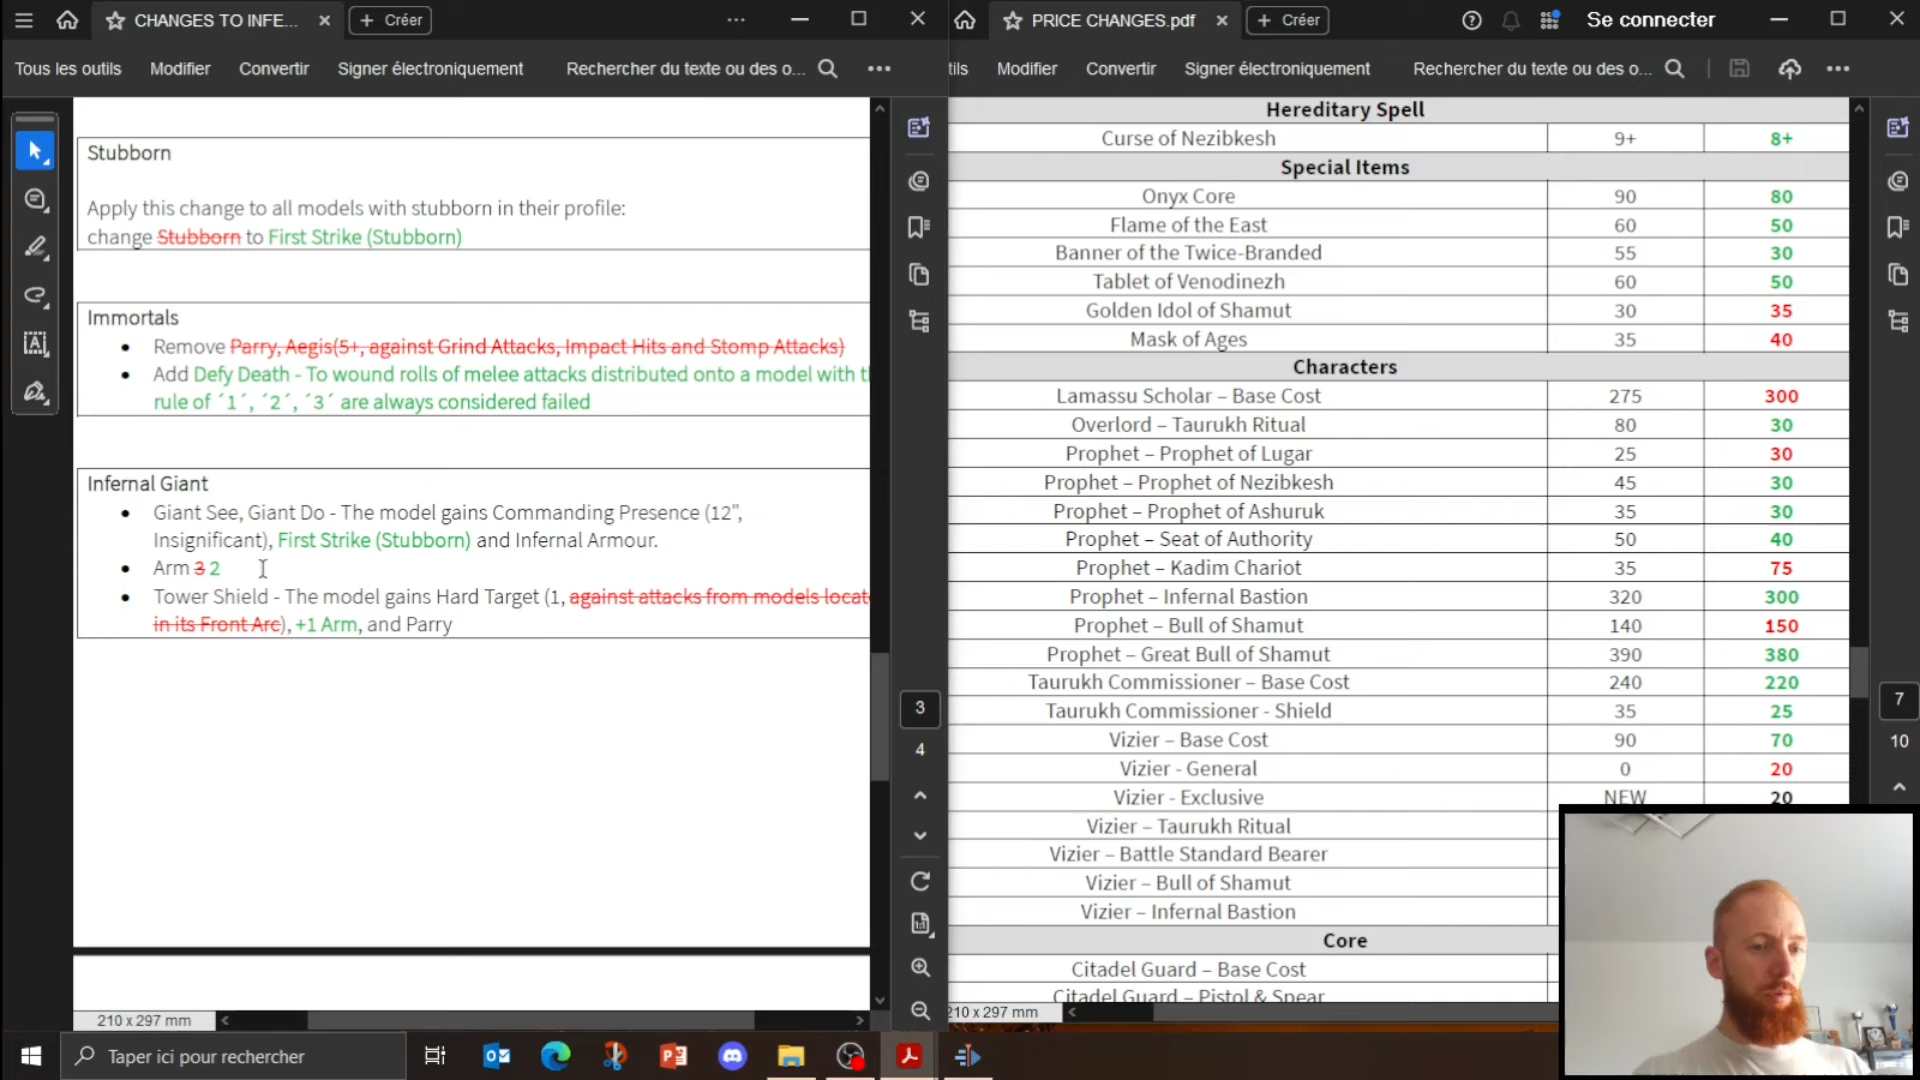 CHANGES TO INFE...
Créer
Tous les outils
Modifier
Convertir
Signer électroniquement
Rechercher du texte ou des o...
Stubborn
Apply this change to all models with stubborn in their profile:
change Stubborn to First Strike (Stubborn)
Immortals
• Remove Parry, Aegis(5+, against Grind Attacks, Impact Hits and Stomp Attacks)
• Add Defy Death - To wound rolls of melee attacks distributed onto a model with
rule of ´1´, ´2´, ´3´ are always considered failed
Infernal Giant
• Giant See, Giant Do - The model gains Commanding Presence (12",
Insignificant), First Strike (Stubborn) and Infernal Armour.
• Arm 3 2
• Tower Shield - The model gains Hard Target (1, against attacks from models
in its Front Arc), +1 Arm, and Parry
3
4
210 x 297 mm
PRICE CHANGES.pdf
Créer
Se connecter
Modifier
Convertir
Signer électroniquement
Rechercher du texte ou des o...
Hereditary Spell
Curse of Nezibkesh 9+ 8+
Special Items
Onyx Core 90 80
Flame of the East 60 50
Banner of the Twice-Branded 55 30
Tablet of Venodinezh 60 50
Golden Idol of Shamut 30 35
Mask of Ages 35 40
Characters
Lamassu Scholar – Base Cost 275 300
Overlord – Taurukh Ritual 80 30
Prophet – Prophet of Lugar 25 30
Prophet – Prophet of Nezibkesh 45 30
Prophet – Prophet of Ashuruk 35 30
Prophet – Seat of Authority 50 40
Prophet – Kadim Chariot 35 75
Prophet – Infernal Bastion 320 300
Prophet – Bull of Shamut 140 150
Prophet – Great Bull of Shamut 390 380
Taurukh Commissioner – Base Cost 240 220
Taurukh Commissioner - Shield 35 25
Vizier – Base Cost 90 70
Vizier - General 0 20
Vizier - Exclusive NEW 20
Vizier – Taurukh Ritual
Vizier – Battle Standard Bearer
Vizier – Bull of Shamut
Vizier – Infernal Bastion
Core
Citadel Guard – Base Cost
Citadel Guard – Pistol & Spear
7
10
210 x 297 mm
Taper ici pour rechercher